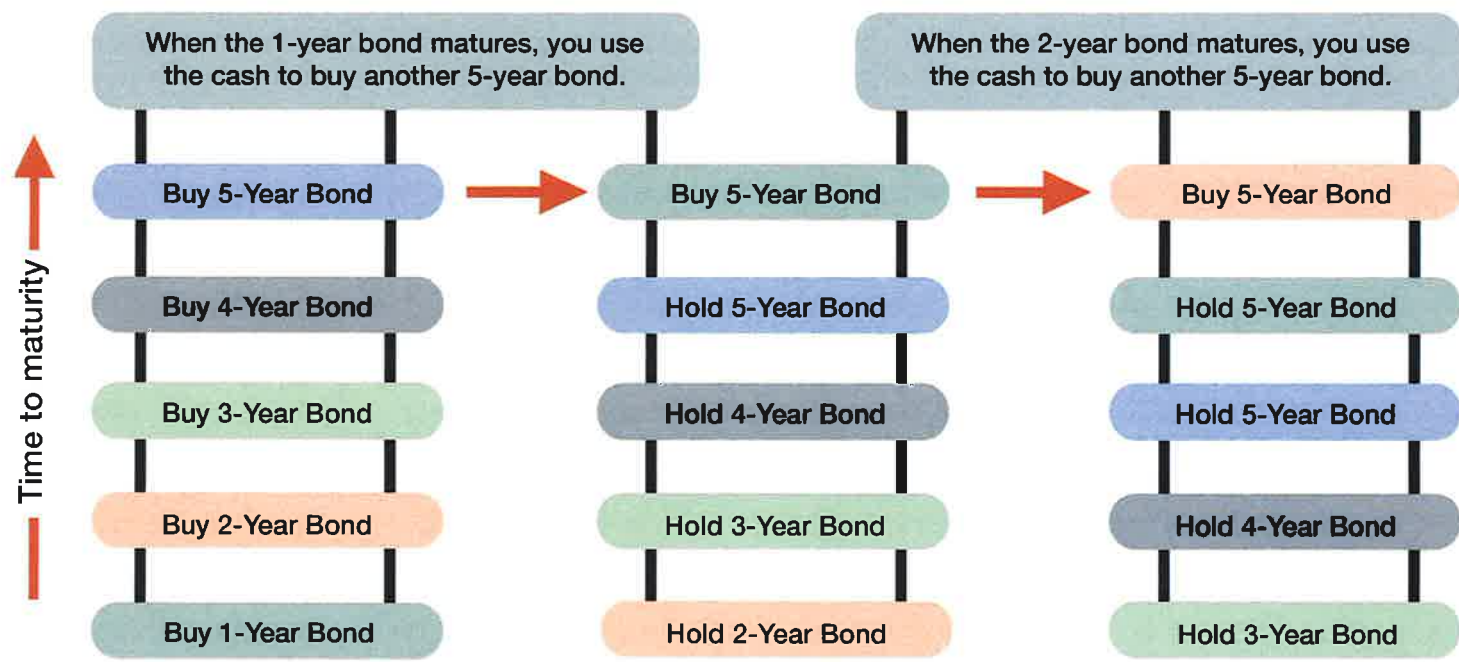 When the 1-year bond matures, you use
the cash to buy another 5-year bond.
When the 2-year bond matures, you use
the cash to buy another 5-year bond.
Time to maturity
Buy 5-Year Bond
Buy 4-Year Bond
Buy 3-Year Bond
Buy 2-Year Bond
Buy 1-Year Bond
Buy 5-Year Bond
Hold 5-Year Bond
Hold 4-Year Bond
Hold 3-Year Bond
Hold 2-Year Bond
Buy 5-Year Bond
Hold 5-Year Bond
Hold 5-Year Bond
Hold 4-Year Bond
Hold 3-Year Bond